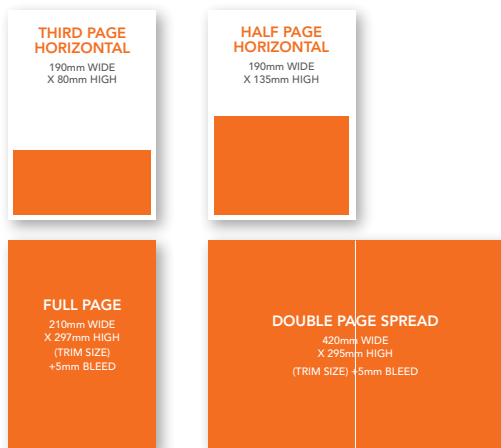 THIRD PAGE
HORIZONTAL
190mm WIDE
X 80mm HIGH
HALF PAGE
HORIZONTAL
190mm WIDE
X 135mm HIGH
FULL PAGE
210mm WIDE
X 297mm HIGH
(TRIM SIZE)
+5mm BLEED
DOUBLE PAGE SPREAD
420mm WIDE
X 295mm HIGH
(TRIM SIZE) +5mm BLEED